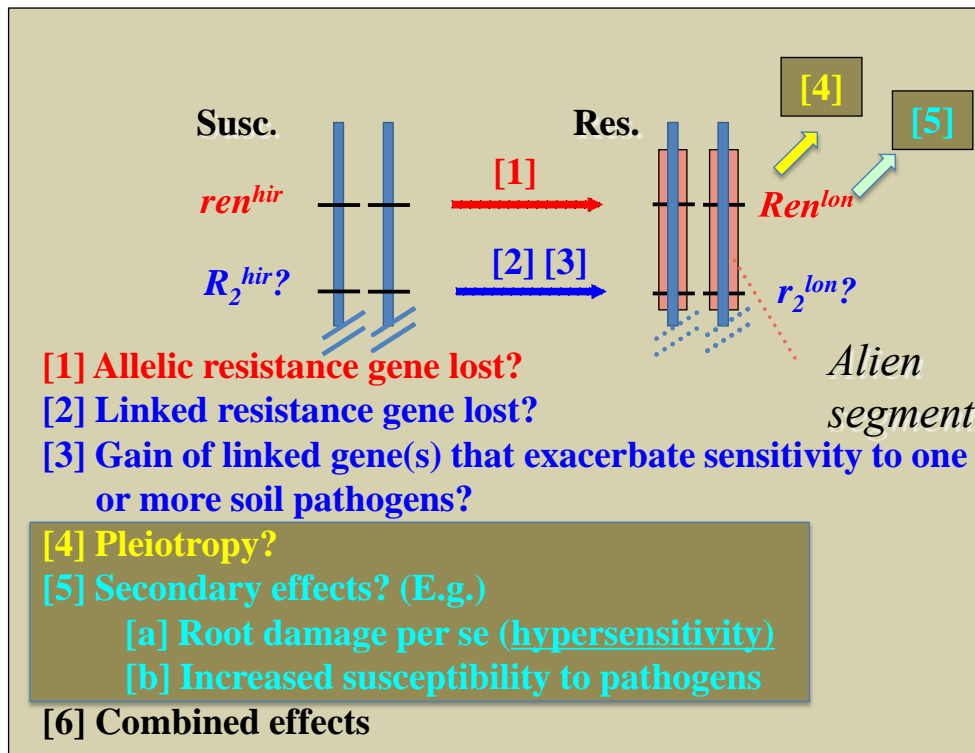 [4]
Susc.
Res.
[5]
[1]
ren^hir
Ren^lon
[2] [3]
R₂^hir?
r₂^lon?
[1] Allelic resistance gene lost?
Alien
segment
[2] Linked resistance gene lost?
[3] Gain of linked gene(s) that exacerbate sensitivity to one
or more soil pathogens?
[4] Pleiotropy?
[5] Secondary effects? (E.g.)
[a] Root damage per se (hypersensitivity)
[b] Increased susceptibility to pathogens
[6] Combined effects